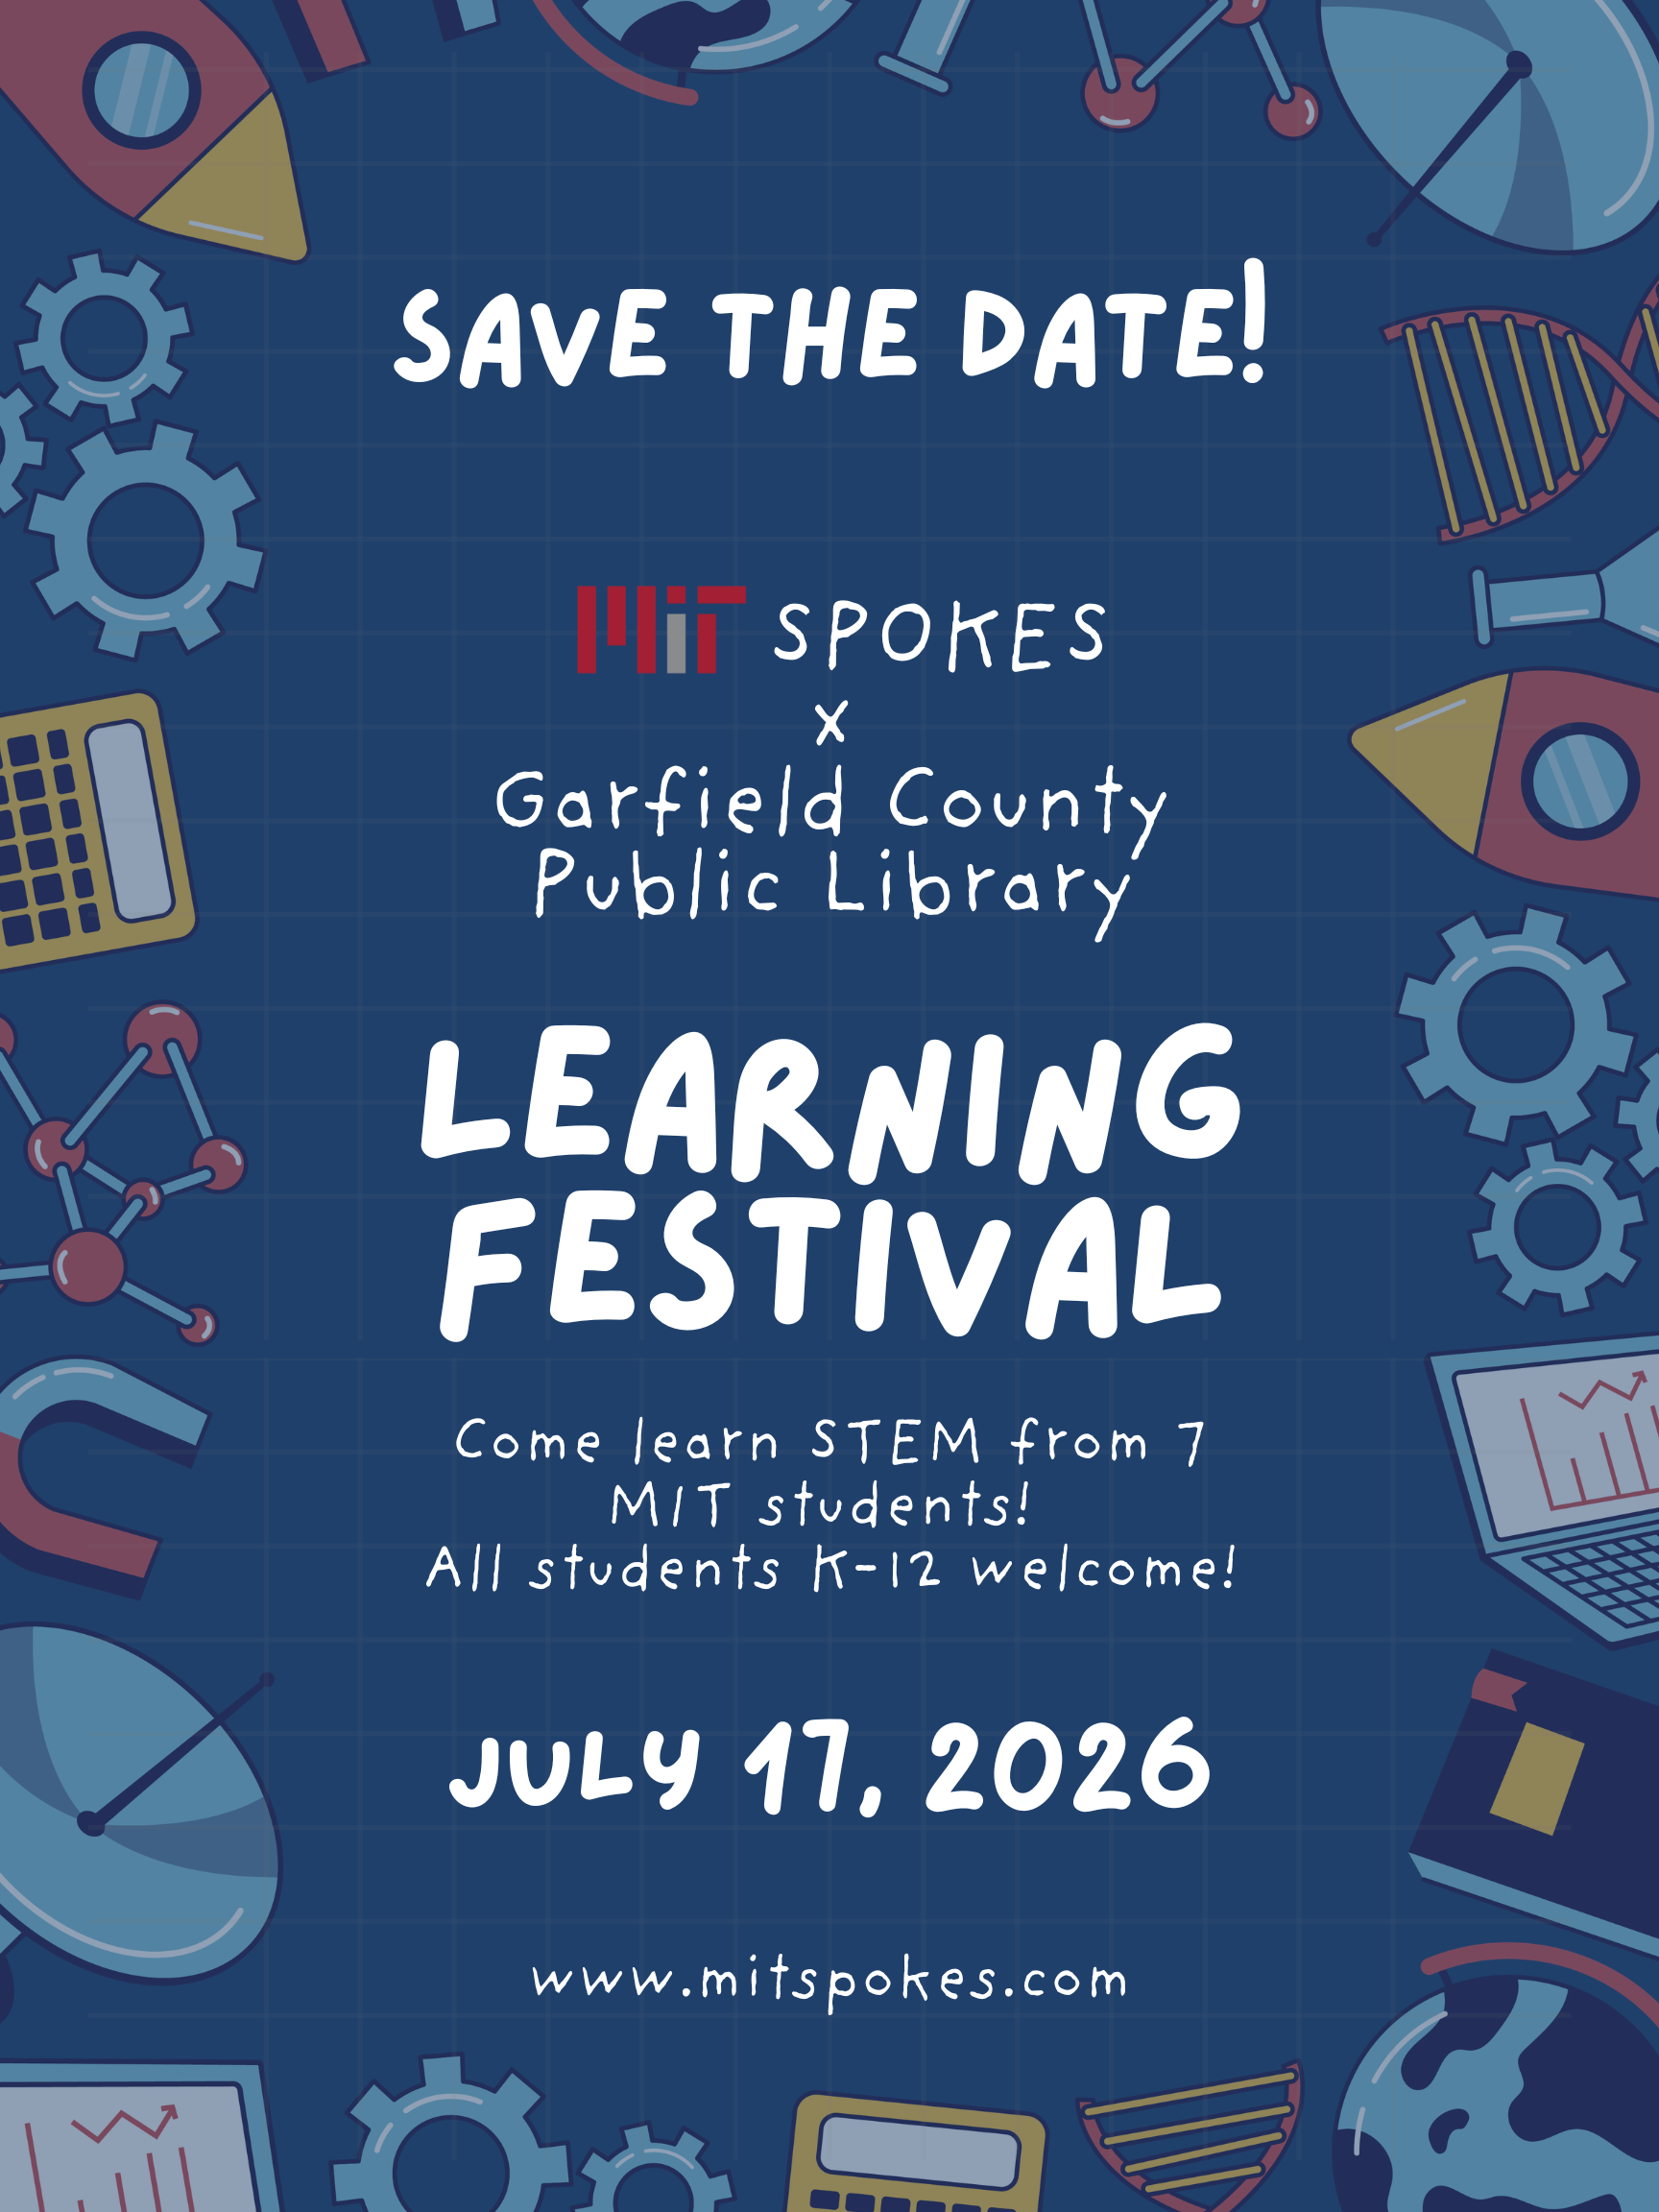 SAVE THE DATE!
MIT SPOKES
x
Garfield County
Public Library
LEARNING
FESTIVAL
Come learn STEM from 7
MIT students!
All students K-12 welcome!
JULY 17, 2026
www.mitspokes.com